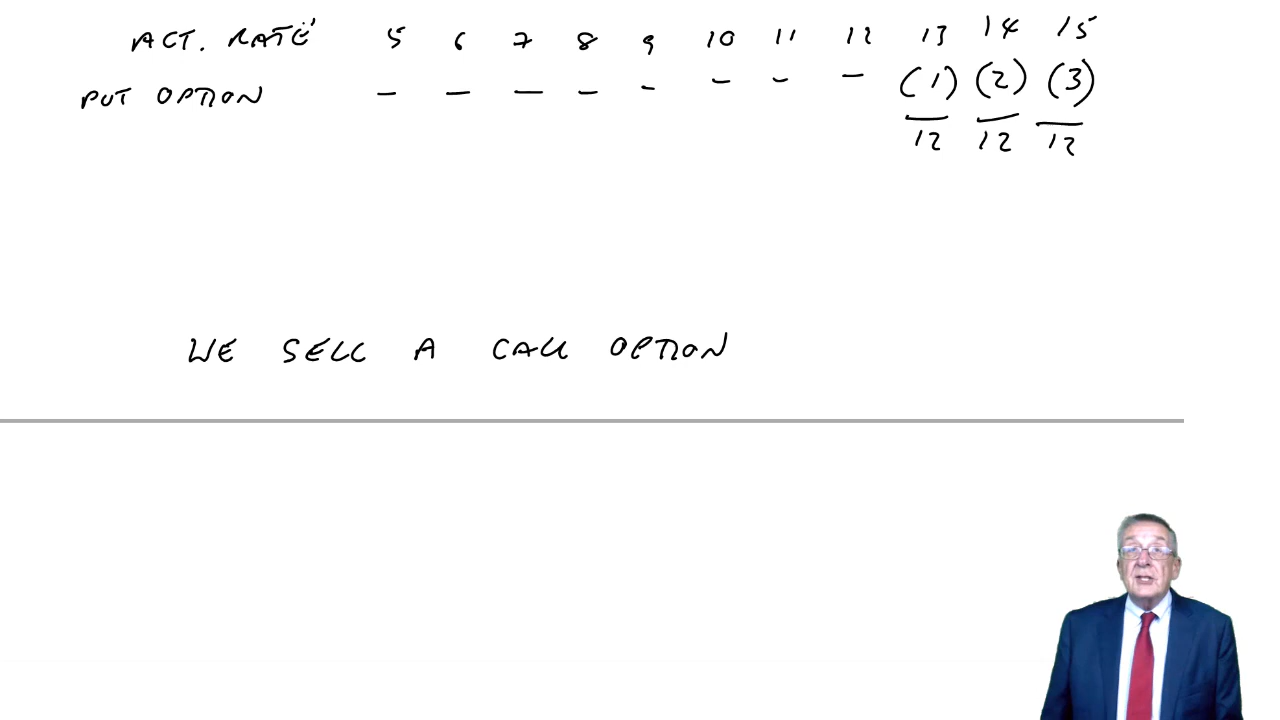 ACT. RATE 5 6 7 8 9 10 11 12 13 14 15
PUT OPTION - - - - - - - - (1) (2) (3)
12 12 12
WE SELL A CALL OPTION